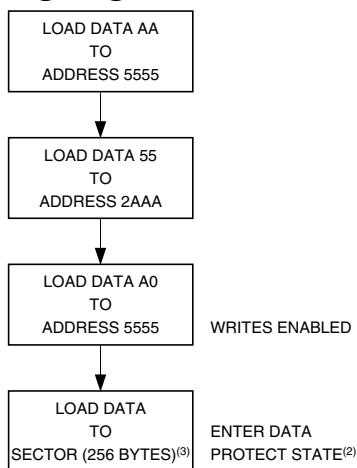 LOAD DATA AA
TO
ADDRESS 5555
LOAD DATA 55
TO
ADDRESS 2AAA
LOAD DATA A0
TO
ADDRESS 5555
WRITES ENABLED
LOAD DATA
TO
SECTOR (256 BYTES)(3)
ENTER DATA
PROTECT STATE(2)